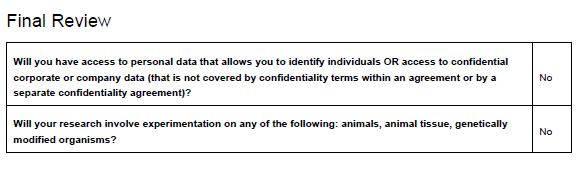 Final Review
Will you have access to personal data that allows you to identify individuals OR access to confidential
corporate or company data (that is not covered by confidentiality terms within an agreement or by a
separate confidentiality agreement)?
No
Will your research involve experimentation on any of the following: animals, animal tissue, genetically
modified organisms?
No